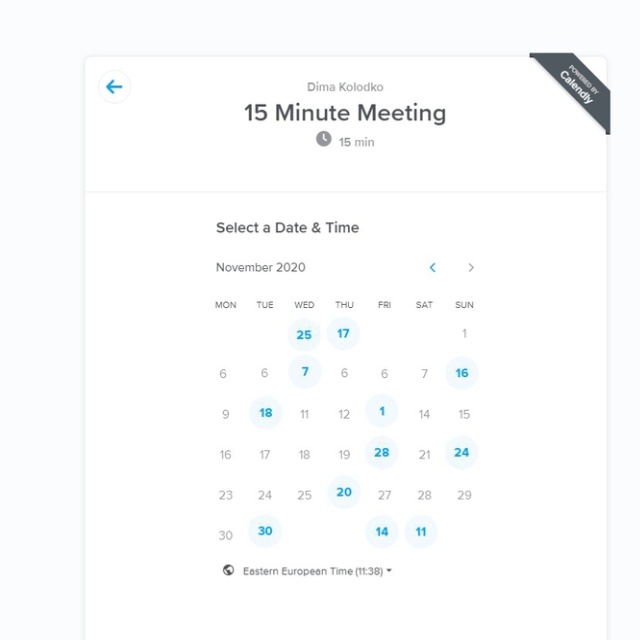 POWERED BY
Calendly
Dima Kolodko
15 Minute Meeting
15 min
Select a Date & Time
November 2020
MON TUE WED THU FRI SAT SUN
25 17 1
6 6 7 6 6 7 16
9 18 11 12 1 14 15
16 17 18 19 28 21 24
23 24 25 20 27 28 29
30 30 14 11
Eastern European Time (11:38)